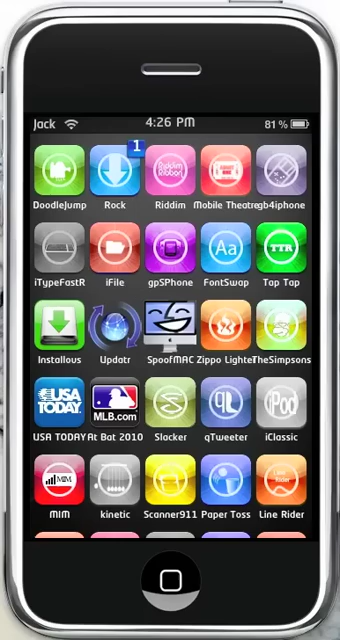 Jack 4:26 PM 81%
1
Riddim
Ribbon
DoodleJump Rock Riddim Mobile Theatre gb4iphone
Aa TTR
iTypeFastR iFile gpSPhone FontSwap Tap Tap
Installous Updatr SpoofMAC Zippo Lighter TheSimpsons
USA
TODAY
MLB.com
iPod
USA TODAY At Bat 2010 Slacker qTweeter iClassic
MiM
Line
Rider
MIM kinetic Scanner911 Paper Toss Line Rider